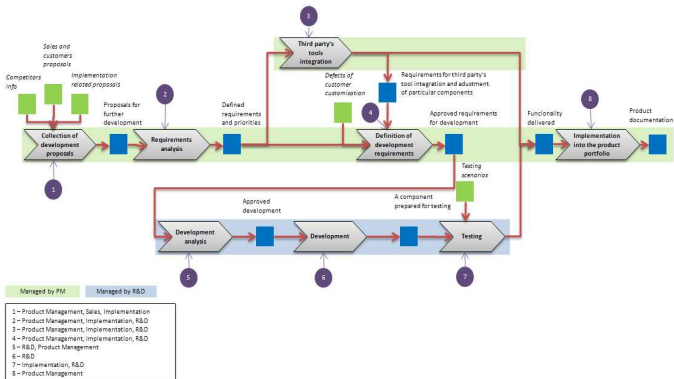 3
Third party's
tools
integration
Sales and
customers
proposals
Competitors
info
Implementation
related proposals
2
Proposals for
further
development
Defined
requirements
and priorities
Defects of
customer
customisation
Requirements for third party's
tool integration and adustment
of particular components
4
8
Approved requirements
for development
Funcionality
delivered
Product
documentation
Collection of
development
proposals
Requirements
analysis
Definition of
development
requirements
Implementation
into the product
portfolio
1
Testing
scenarios
Approved
development
A component
prepared for testing
Development
analysis
Development
Testing
5
6
7
Managed by PM
Managed by R&D
1 – Product Management, Sales, Implementation
2 – Product Management, Implementation, R&D
3 – Product Management, Implementation, R&D
4 – Product Management, Implementation, R&D
5 – R&D, Product Management
6 – R&D
7 – Implementation, R&D
8 – Product Management